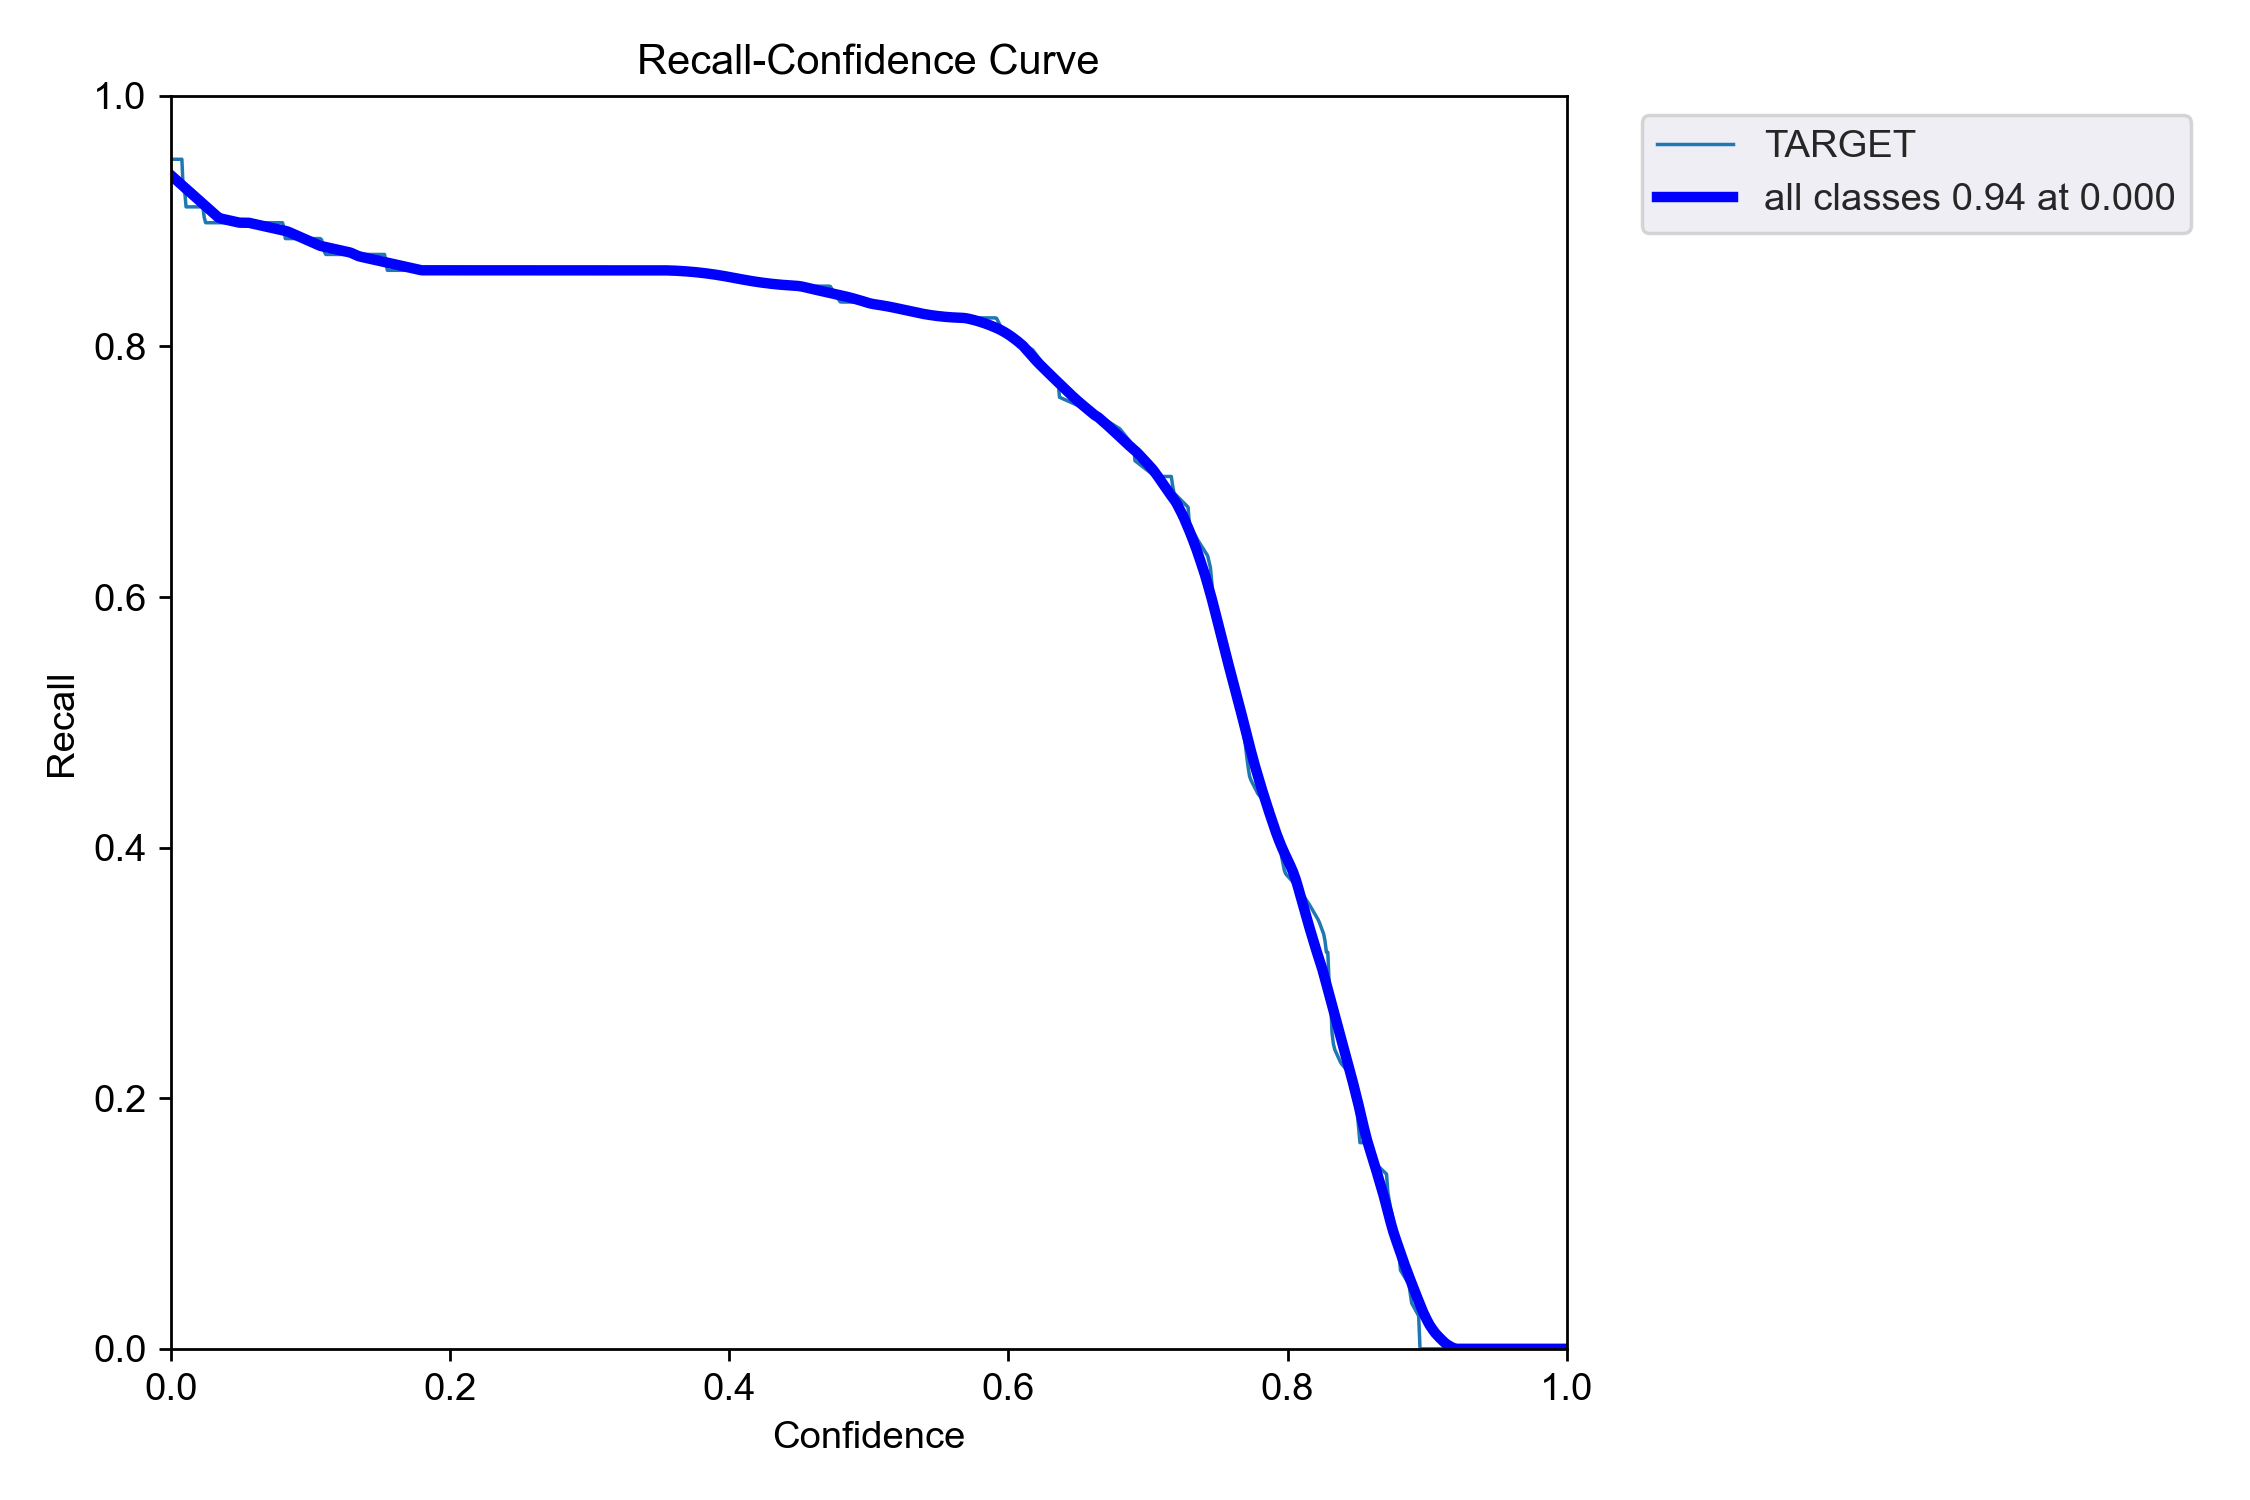 Recall-Confidence Curve
1.0
0.8
0.6
0.4
0.2
0.0
Recall
0.0 0.2 0.4 0.6 0.8 1.0
Confidence
TARGET
all classes 0.94 at 0.000